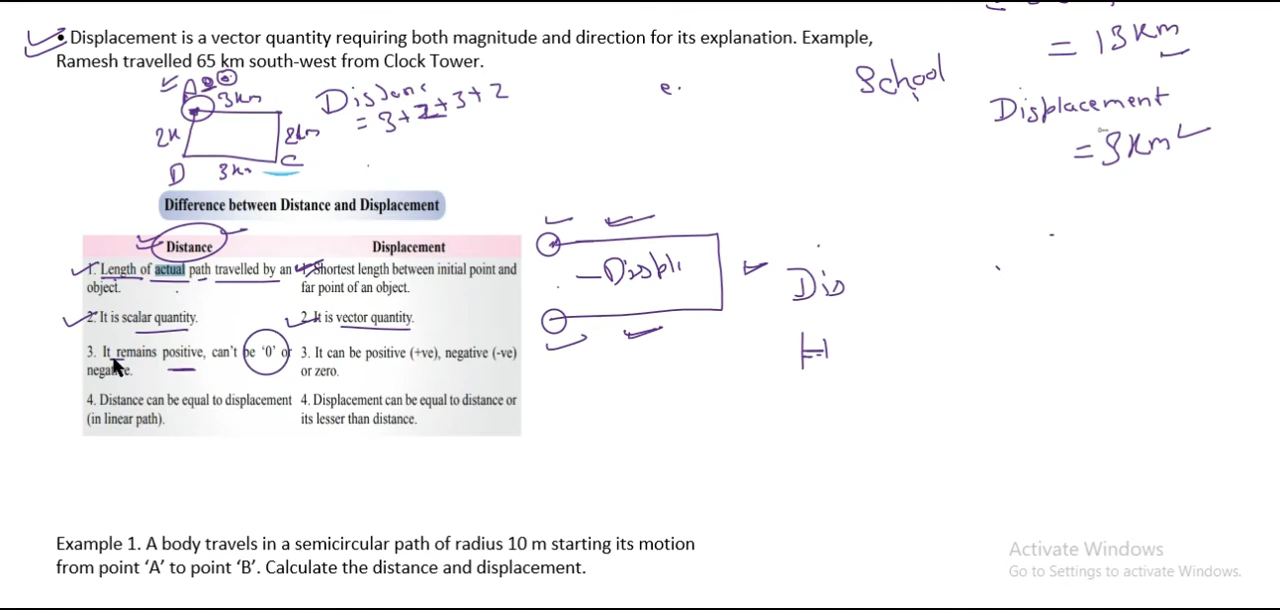 • Displacement is a vector quantity requiring both magnitude and direction for its explanation. Example,
Ramesh travelled 65 km south-west from Clock Tower.
= 13 km
School
Displacement
= 3 km
A
3km
2km
C
3k
D
= 3+2+3+2
e.
Difference between Distance and Displacement
Distance Displacement
1. Length of actual path travelled by an object.
1. Shortest length between initial point and far point of an object.
2. It is scalar quantity.
2. It is vector quantity.
3. It remains positive, can't be '0' or negative.
3. It can be positive (+ve), negative (-ve) or zero.
4. Distance can be equal to displacement (in linear path).
4. Displacement can be equal to distance or its lesser than distance.
Dis
Example 1. A body travels in a semicircular path of radius 10 m starting its motion
from point 'A' to point 'B'. Calculate the distance and displacement.
Activate Windows
Go to Settings to activate Windows.